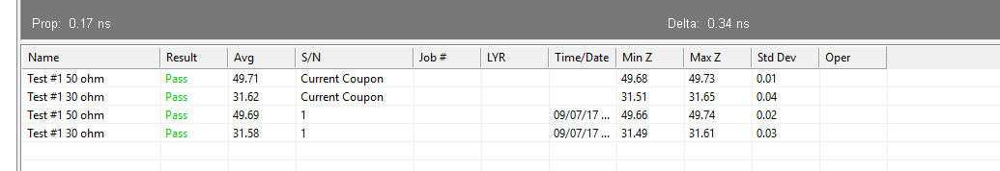 Prop: 0.17 ns Delta: 0.34 ns
Name Result Avg S/N Job # LYR Time/Date Min Z Max Z Std Dev Oper
Test #1 50 ohm Pass 49.71 Current Coupon 49.68 49.73 0.01
Test #1 30 ohm Pass 31.62 Current Coupon 31.51 31.65 0.04
Test #1 50 ohm Pass 49.69 1 09/07/17 ... 49.66 49.74 0.02
Test #1 30 ohm Pass 31.58 1 09/07/17 ... 31.49 31.61 0.03